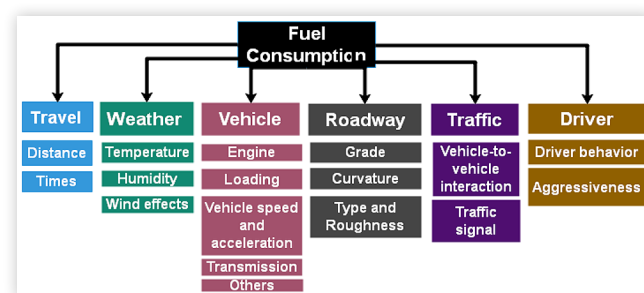 Fuel
Consumption
Travel
Weather
Vehicle
Roadway
Traffic
Driver
Distance
Times
Temperature
Humidity
Wind effects
Engine
Loading
Vehicle speed
and
acceleration
Transmission
Others
Grade
Curvature
Type and
Roughness
Vehicle-to-
vehicle
interaction
Traffic
signal
Driver behavior
Aggressiveness